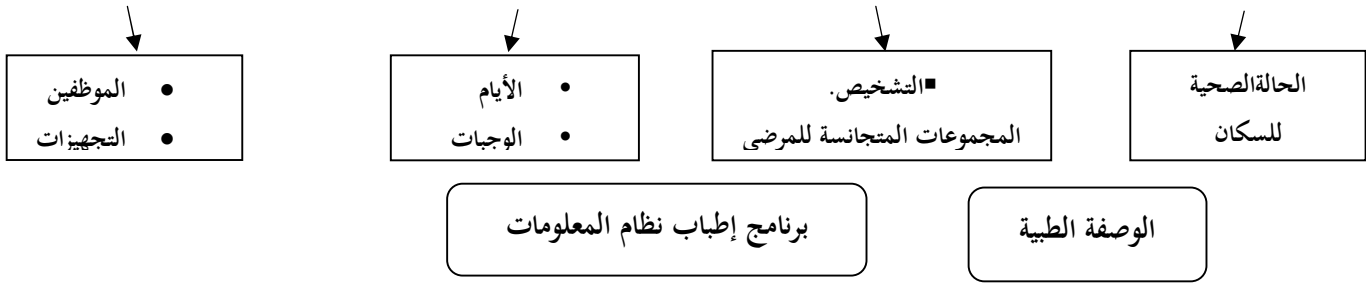 الحالةالصحية
للسكان
▪التشخيص.
المجموعات المتجانسة للمرضى
• الأيام
• الوجبات
• الموظفين
• التجهيزات
الوصفة الطبية
برنامج إطباب نظام المعلومات